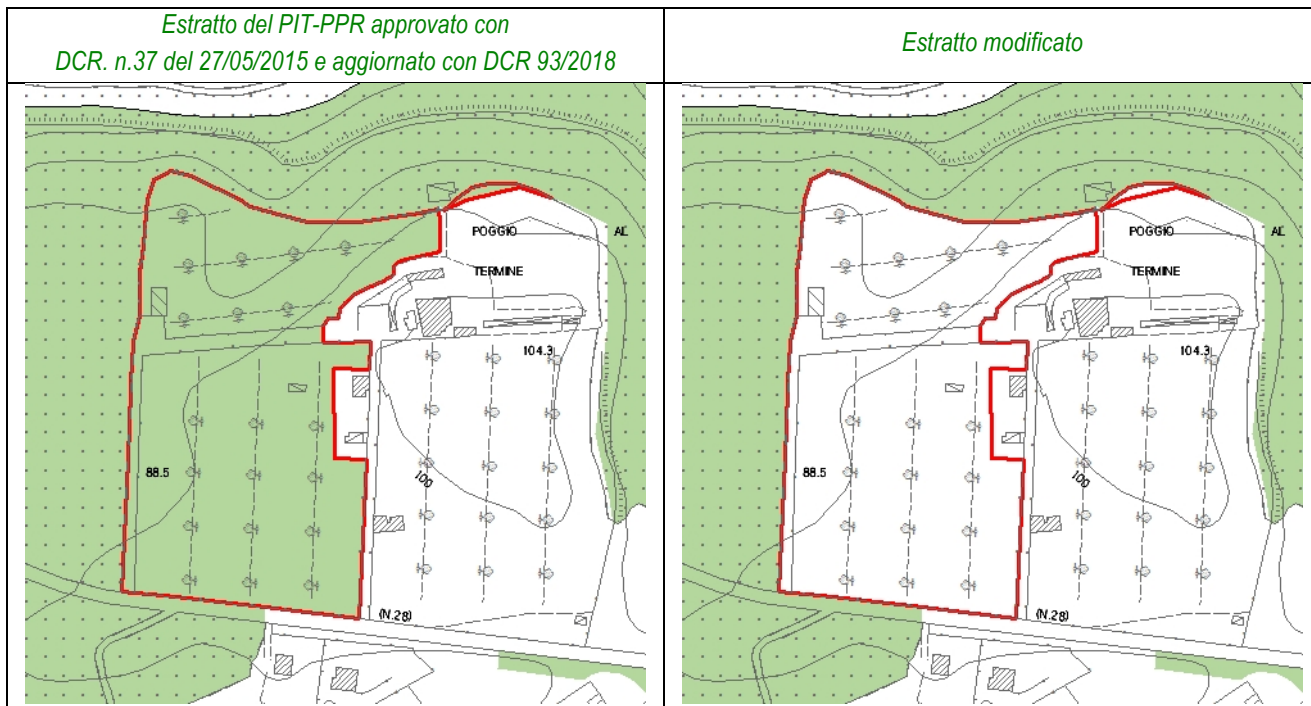 Estratto del PIT-PPR approvato con
DCR. n.37 del 27/05/2015 e aggiornato con DCR 93/2018
Estratto modificato
POGGIO AL
TERMINE
104.3
88.5
100
(N.28)
POGGIO AL
TERMINE
104.3
88.5
100
(N.28)